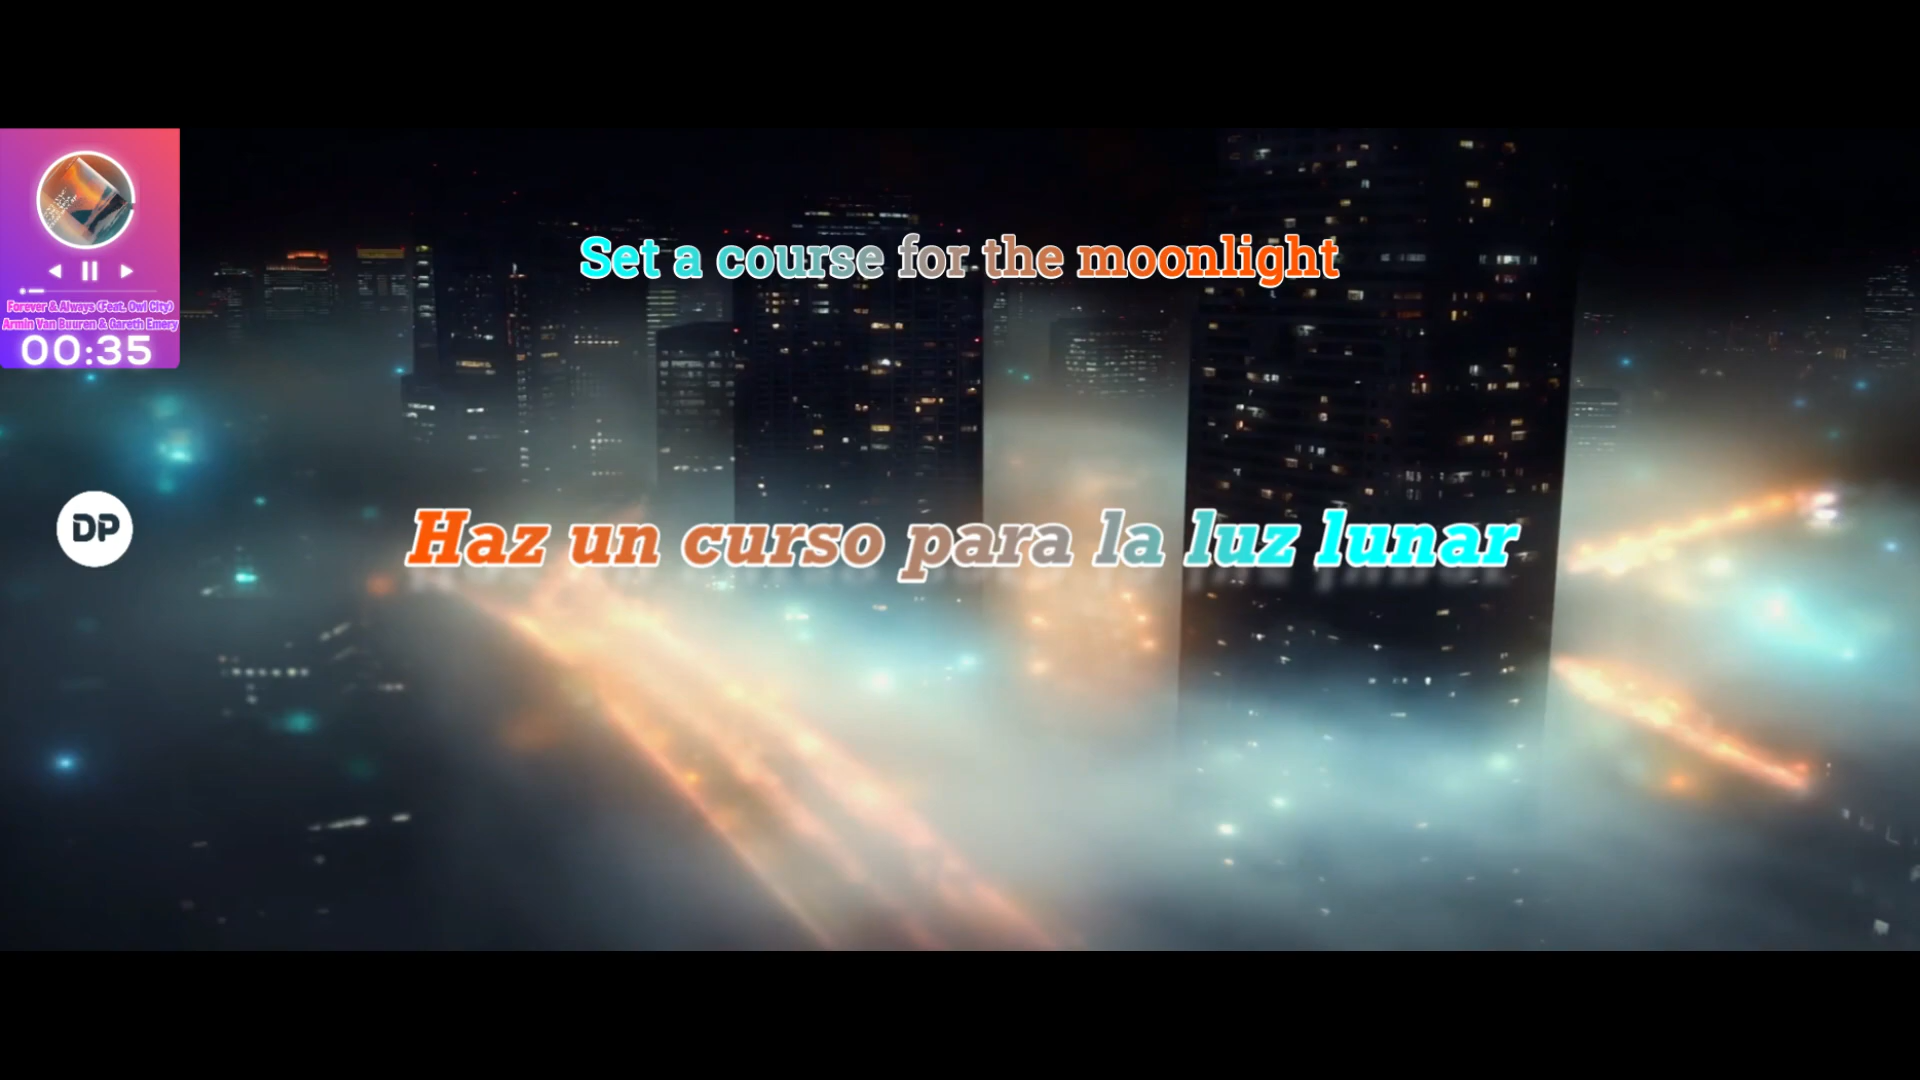 Set a course for the moonlight
Forever & Always (Feat. Owl City)
Armin Van Buuren & Gareth Emery
00:35
DP
Haz un curso para la luz lunar